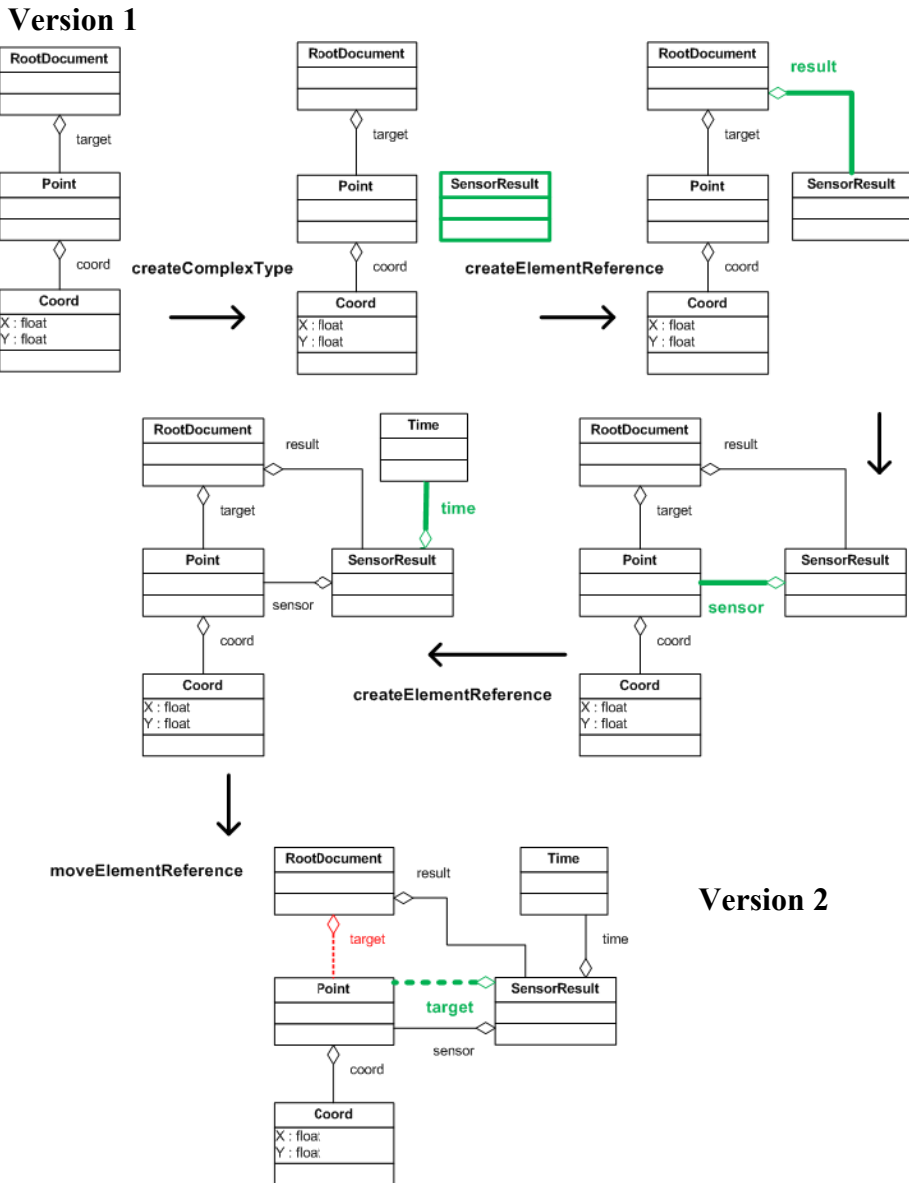 Version 1
RootDocument
target
Point
coord
Coord
X : float
Y : float
createComplexType
RootDocument
target
Point
SensorResult
coord
Coord
X : float
Y : float
createElementReference
RootDocument
result
target
Point
SensorResult
coord
Coord
X : float
Y : float
RootDocument
result
target
Point
SensorResult
sensor
coord
Coord
X : float
Y : float
createElementReference
RootDocument
result
Time
target
time
Point
SensorResult
sensor
coord
Coord
X : float
Y : float
moveElementReference
Version 2
RootDocument
result
Time
target
time
Point
SensorResult
target
sensor
coord
Coord
X : float
Y : float